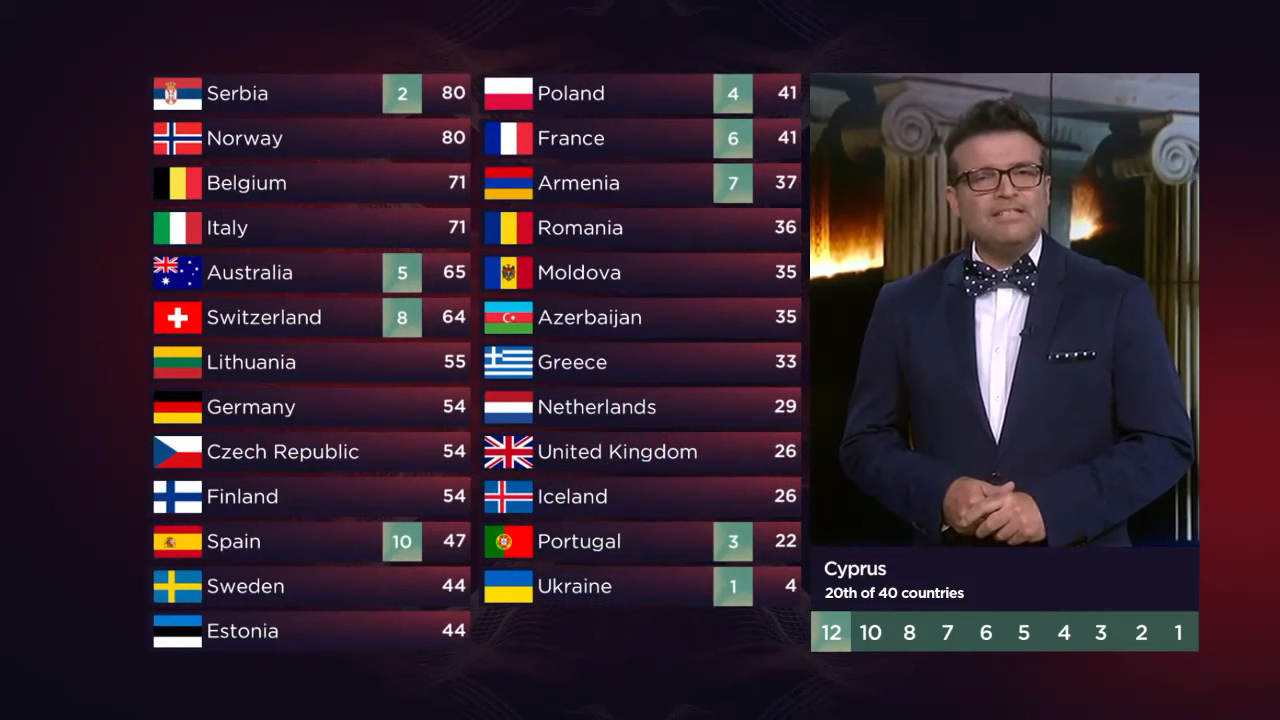 Serbia 2 80
Norway 80
Belgium 71
Italy 71
Australia 5 65
Switzerland 8 64
Lithuania 55
Germany 54
Czech Republic 54
Finland 54
Spain 10 47
Sweden 44
Estonia 44
Poland 4 41
France 6 41
Armenia 7 37
Romania 36
Moldova 35
Azerbaijan 35
Greece 33
Netherlands 29
United Kingdom 26
Iceland 26
Portugal 3 22
Ukraine 1 4
Cyprus
20th of 40 countries
12 10 8 7 6 5 4 3 2 1